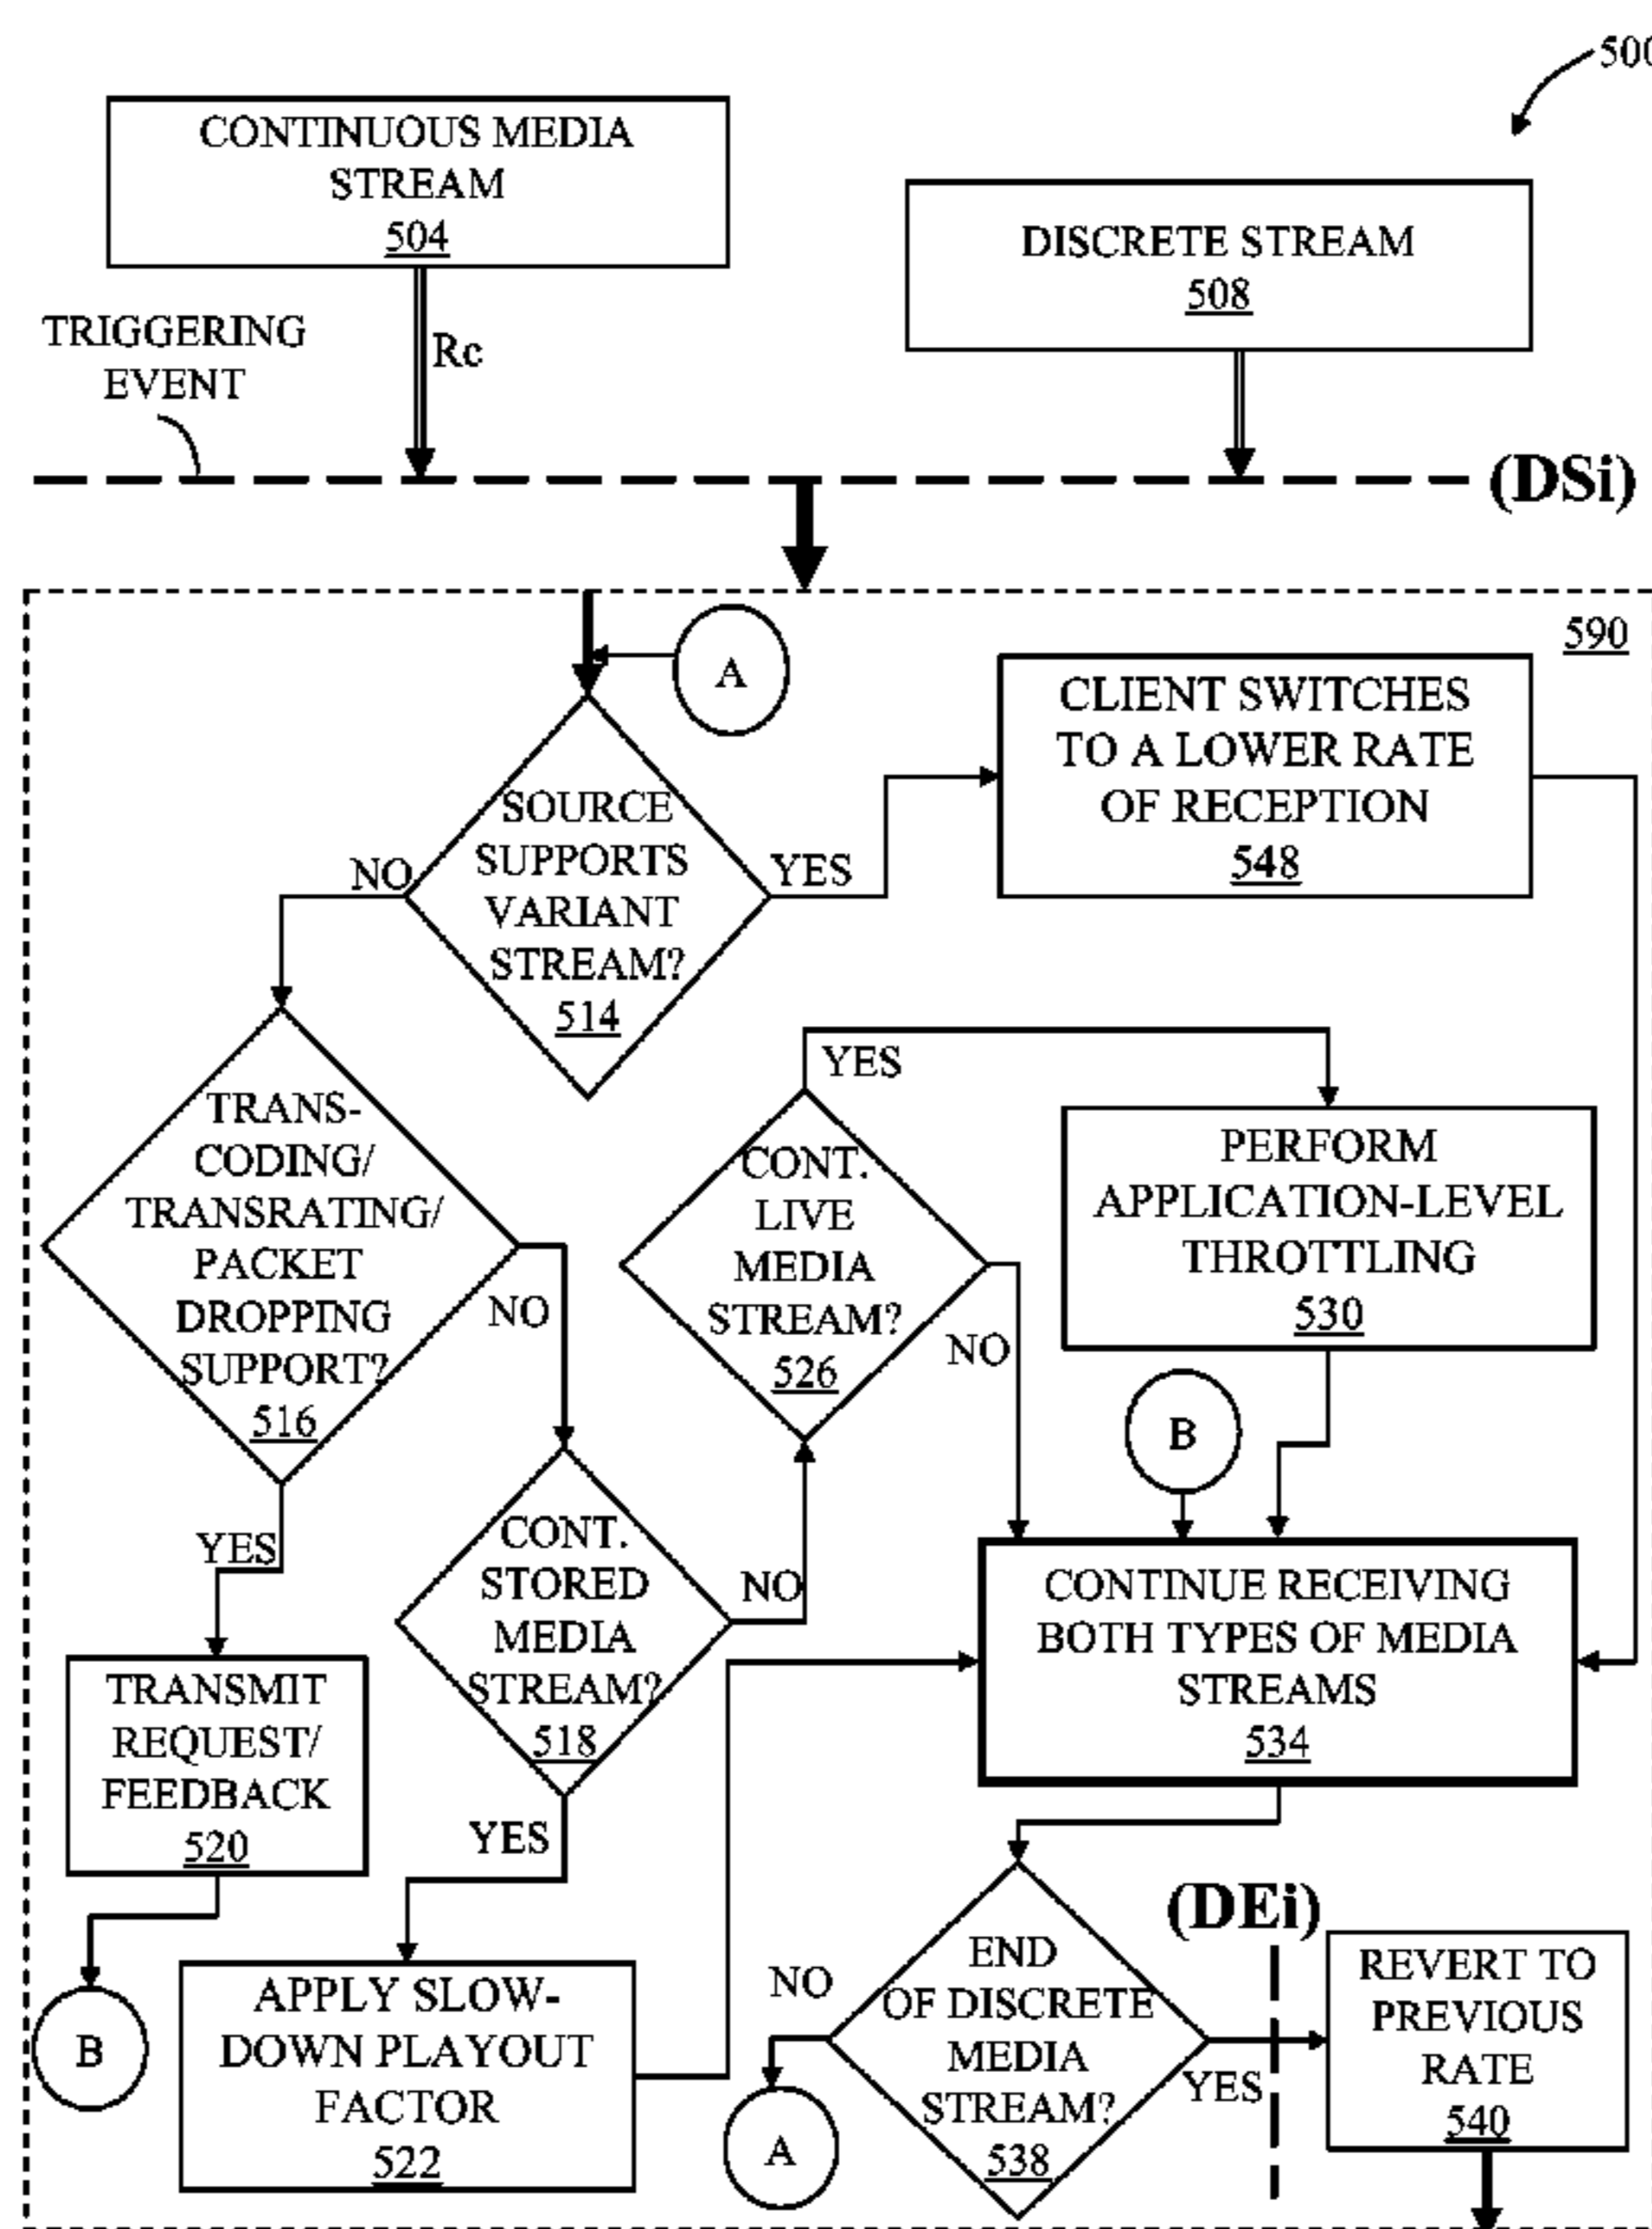 500
CONTINUOUS MEDIA
STREAM
504
DISCRETE STREAM
508
TRIGGERING
EVENT
Rc
(DSi)
590
A
CLIENT SWITCHES
TO A LOWER RATE
OF RECEPTION
548
SOURCE
SUPPORTS
VARIANT
STREAM?
514
NO
YES
TRANS-
CODING/
TRANSRATING/
PACKET
DROPPING
SUPPORT?
516
NO
YES
YES
CONT.
LIVE
MEDIA
STREAM?
526
NO
PERFORM
APPLICATION-LEVEL
THROTTLING
530
B
CONT.
STORED
MEDIA
STREAM?
518
NO
YES
CONTINUE RECEIVING
BOTH TYPES OF MEDIA
STREAMS
534
TRANSMIT
REQUEST/
FEEDBACK
520
B
APPLY SLOW-
DOWN PLAYOUT
FACTOR
522
(DEi)
END
OF DISCRETE
MEDIA
STREAM?
538
NO
YES
A
REVERT TO
PREVIOUS
RATE
540